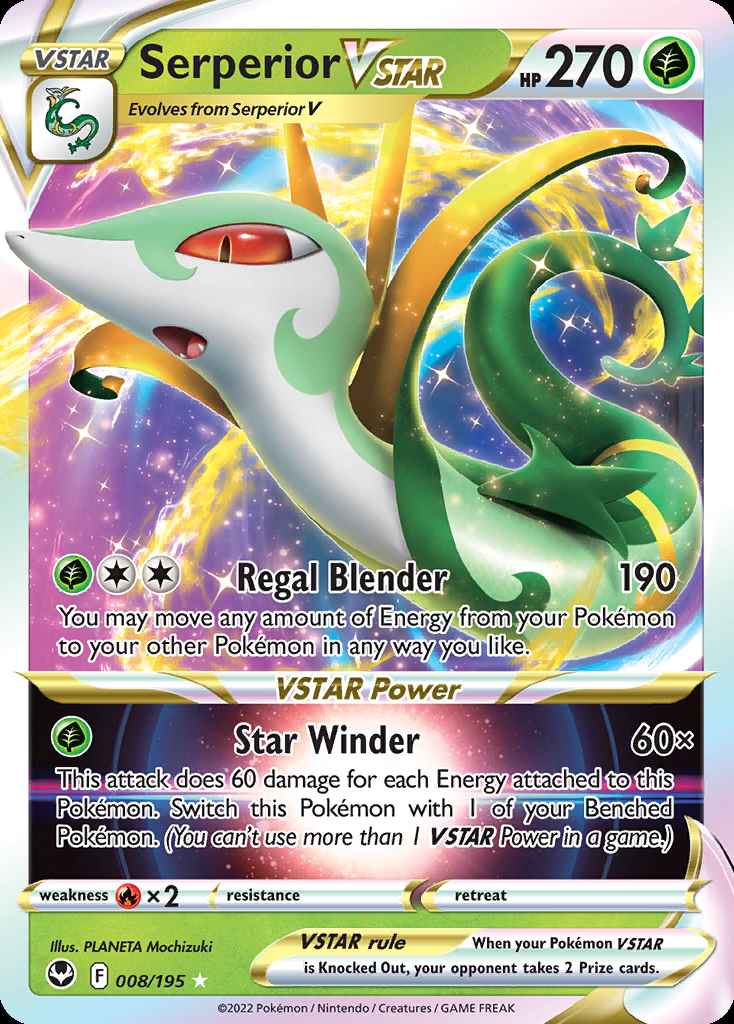 VSTAR
Serperior VSTAR
HP 270
Evolves from Serperior V
Regal Blender 190
You may move any amount of Energy from your Pokémon
to your other Pokémon in any way you like.
VSTAR Power
Star Winder 60×
This attack does 60 damage for each Energy attached to this
Pokémon. Switch this Pokémon with 1 of your Benched
Pokémon. (You can't use more than 1 VSTAR Power in a game.)
weakness ×2 resistance retreat
Illus. PLANETA Mochizuki
VSTAR rule When your Pokémon VSTAR
is Knocked Out, your opponent takes 2 Prize cards.
F 008/195
©2022 Pokémon / Nintendo / Creatures / GAME FREAK